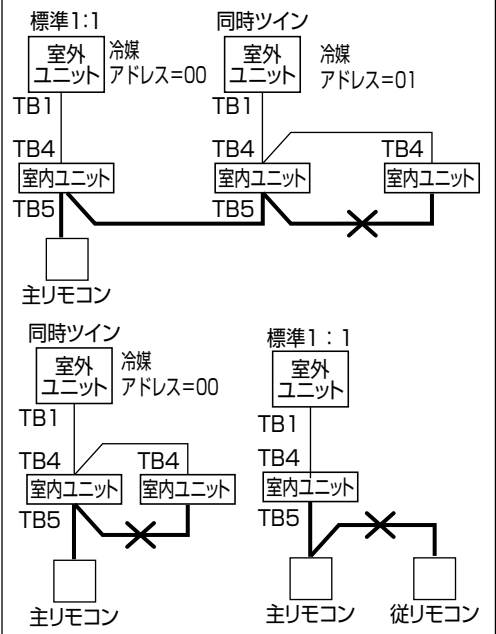 標準1:1
室外
ユニット
冷媒
アドレス=00
TB1
TB4
室内ユニット
TB5
主リモコン
同時ツイン
室外
ユニット
冷媒
アドレス=01
TB1
TB4
TB4
室内ユニット
室内ユニット
TB5
同時ツイン
室外
ユニット
冷媒
アドレス=00
TB1
TB4
TB4
室内ユニット
室内ユニット
TB5
主リモコン
標準1：1
室外
ユニット
TB1
TB4
室内ユニット
TB5
主リモコン
従リモコン